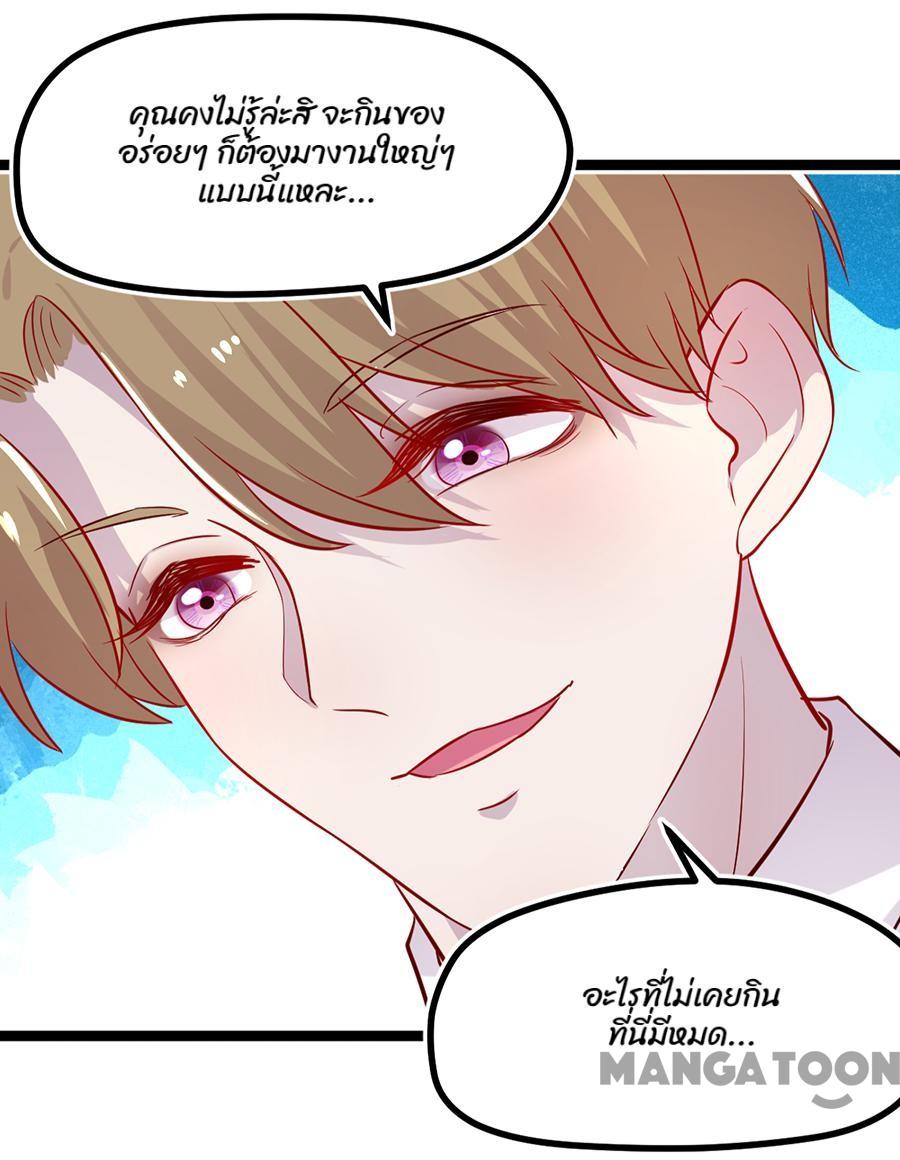 คุณคงไม่รู้ล่ะสิ จะกินของ
อร่อยๆ ก็ต้องมางานใหญ่ๆ
แบบนี้แหละ...
อะไรที่ไม่เคยกิน
ที่นี่มีหมด...
MANGATOON